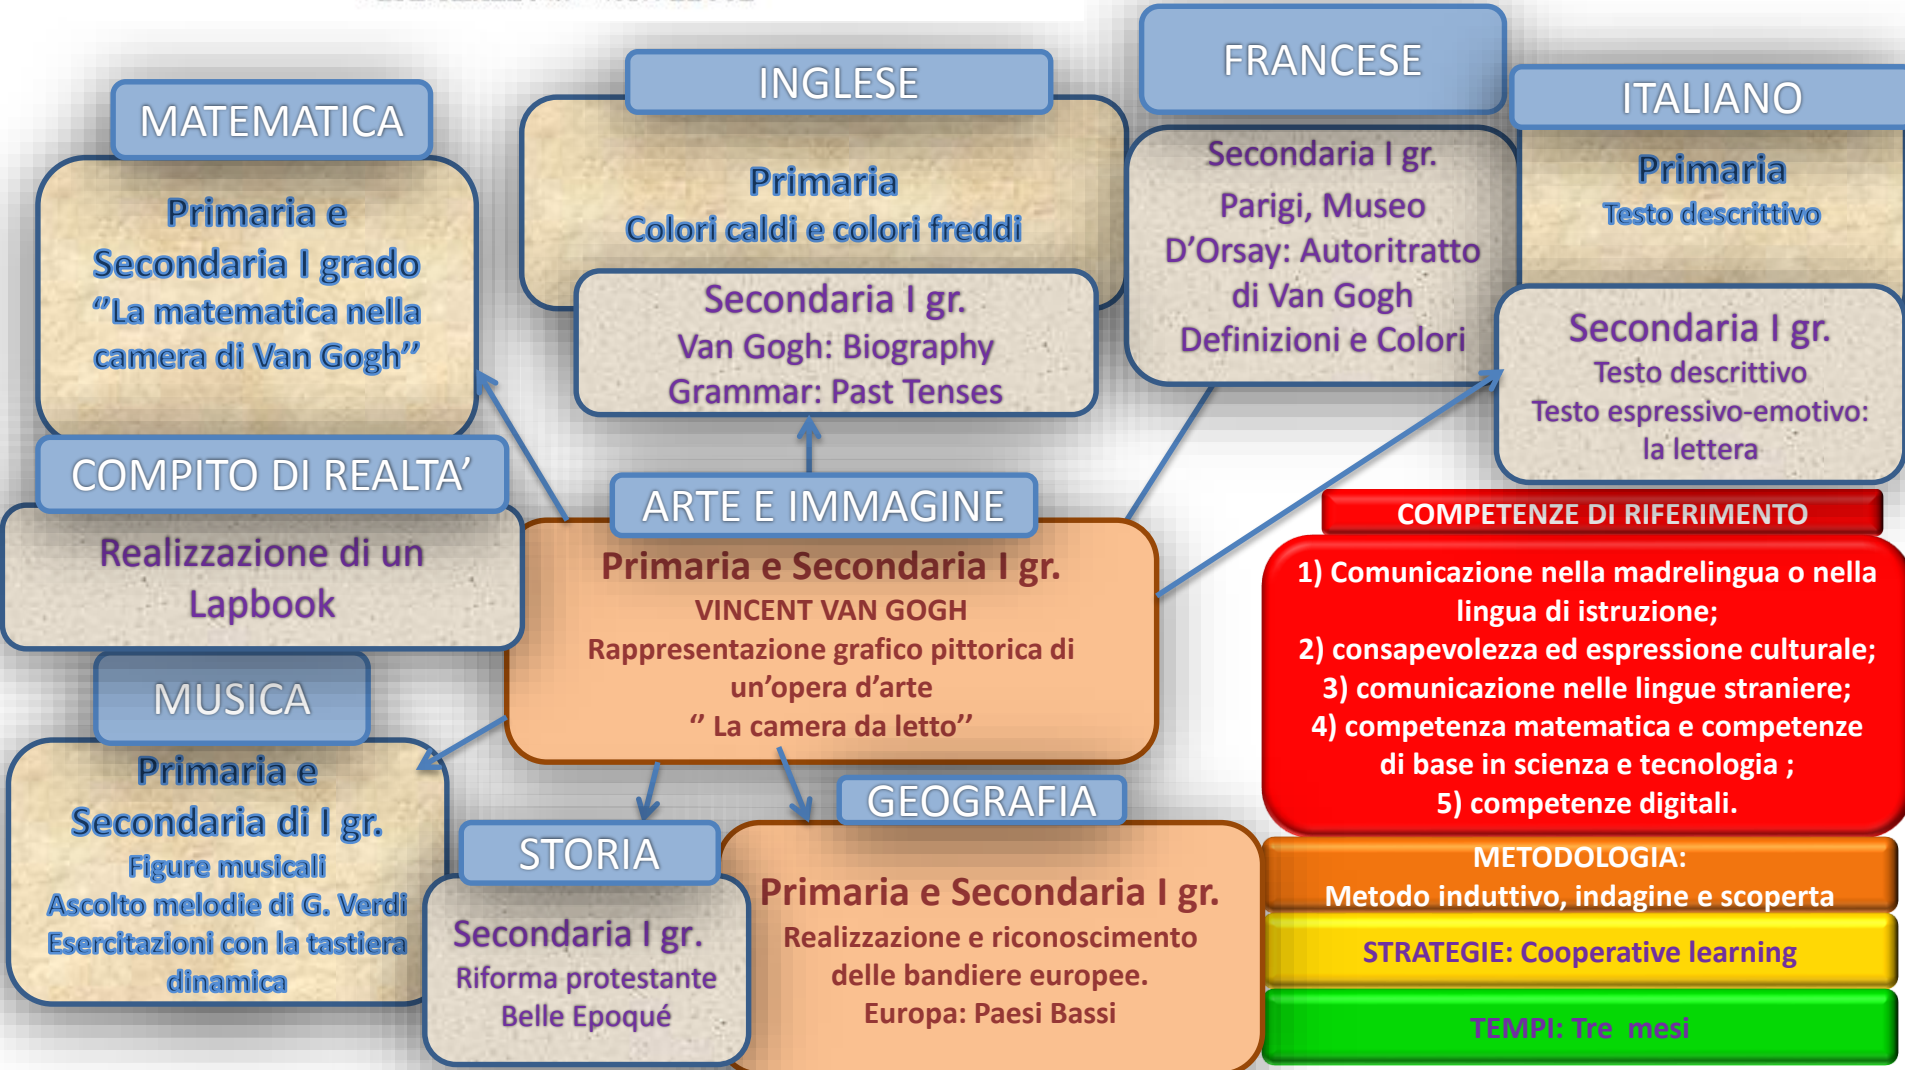 MATEMATICA
Primaria e
Secondaria I grado
‘’La matematica nella
camera di Van Gogh’’
INGLESE
Primaria
Colori caldi e colori freddi
Secondaria I gr.
Van Gogh: Biography
Grammar: Past Tenses
FRANCESE
Secondaria I gr.
Parigi, Museo
D’Orsay: Autoritratto
di Van Gogh
Definizioni e Colori
ITALIANO
Primaria
Testo descrittivo
Secondaria I gr.
Testo descrittivo
Testo espressivo-emotivo:
la lettera
COMPITO DI REALTA’
Realizzazione di un
Lapbook
ARTE E IMMAGINE
Primaria e Secondaria I gr.
VINCENT VAN GOGH
Rappresentazione grafico pittorica di
un’opera d’arte
‘’ La camera da letto’’
MUSICA
Primaria e
Secondaria di I gr.
Figure musicali
Ascolto melodie di G. Verdi
Esercitazioni con la tastiera
dinamica
STORIA
Secondaria I gr.
Riforma protestante
Belle Epoqué
GEOGRAFIA
Primaria e Secondaria I gr.
Realizzazione e riconoscimento
delle bandiere europee.
Europa: Paesi Bassi
COMPETENZE DI RIFERIMENTO
1) Comunicazione nella madrelingua o nella
lingua di istruzione;
2) consapevolezza ed espressione culturale;
3) comunicazione nelle lingue straniere;
4) competenza matematica e competenze
di base in scienza e tecnologia ;
5) competenze digitali.
METODOLOGIA:
Metodo induttivo, indagine e scoperta
STRATEGIE: Cooperative learning
TEMPI: Tre mesi